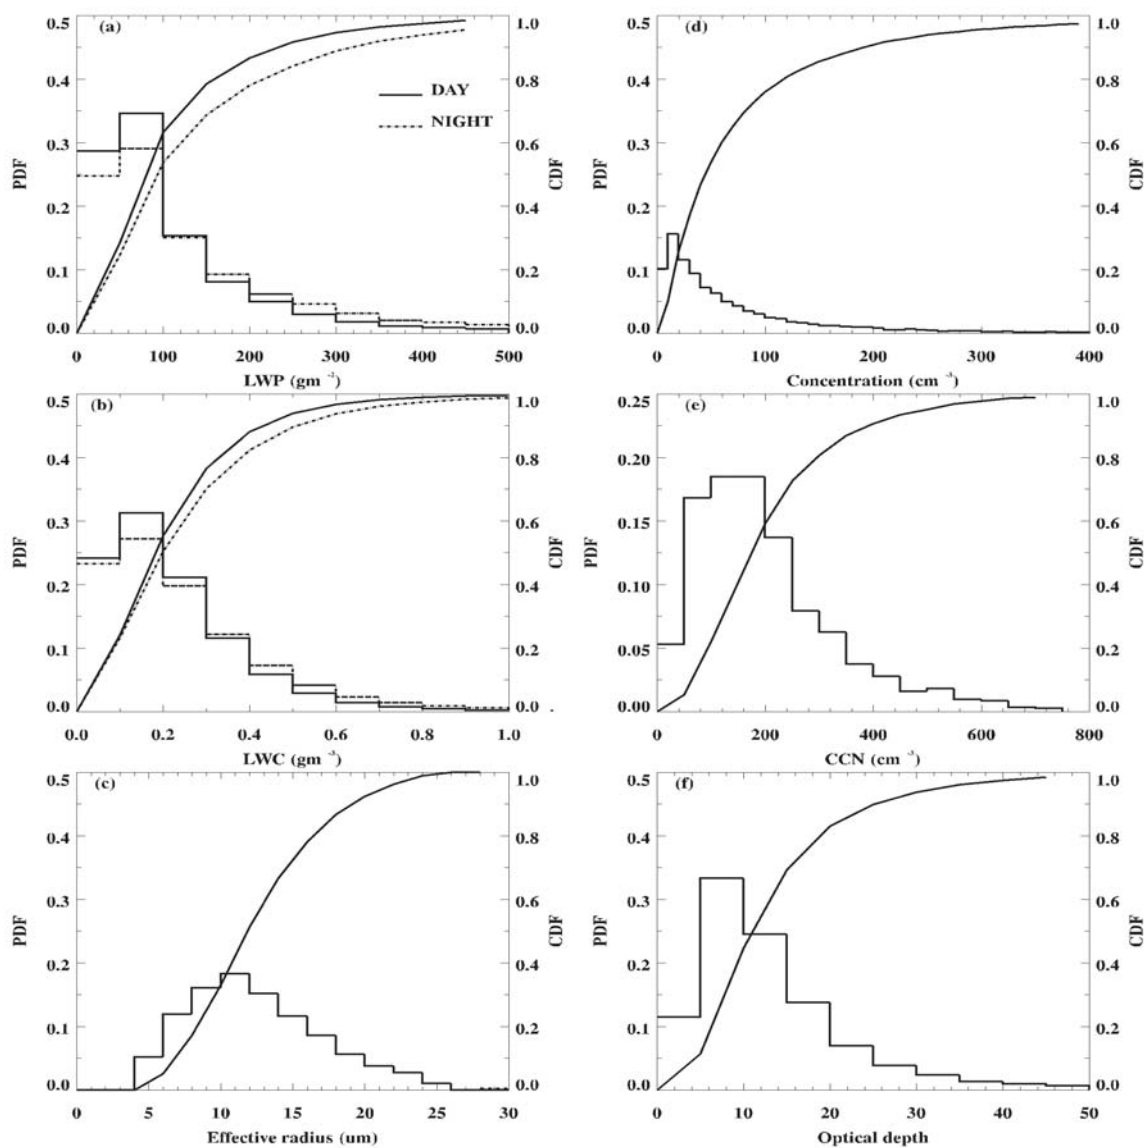 (a)
DAY
NIGHT
PDF
CDF
0.5
0.4
0.3
0.2
0.1
0.0
1.0
0.8
0.6
0.4
0.2
0.0
0 100 200 300 400 500
LWP (gm -2)
(d)
PDF
CDF
0.5
0.4
0.3
0.2
0.1
0.0
1.0
0.8
0.6
0.4
0.2
0.0
0 100 200 300 400
Concentration (cm -3)
(b)
PDF
CDF
0.5
0.4
0.3
0.2
0.1
0.0
1.0
0.8
0.6
0.4
0.2
0.0
0.0 0.2 0.4 0.6 0.8 1.0
LWC (gm -3)
(e)
PDF
CDF
0.25
0.20
0.15
0.10
0.05
0.00
1.0
0.8
0.6
0.4
0.2
0.0
0 200 400 600 800
CCN (cm -3)
(c)
PDF
CDF
0.5
0.4
0.3
0.2
0.1
0.0
1.0
0.8
0.6
0.4
0.2
0.0
0 5 10 15 20 25 30
Effective radius (um)
(f)
PDF
CDF
0.5
0.4
0.3
0.2
0.1
0.0
1.0
0.8
0.6
0.4
0.2
0.0
0 10 20 30 40 50
Optical depth